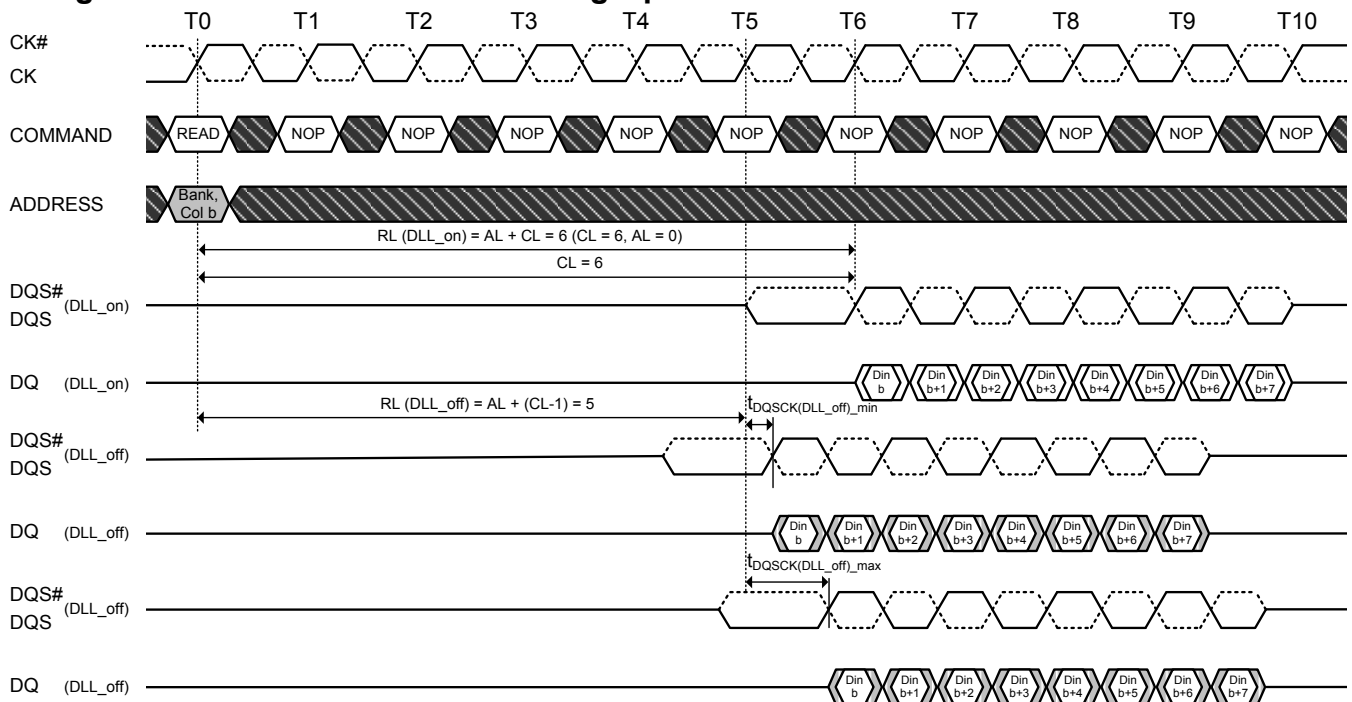 T0 T1 T2 T3 T4 T5 T6 T7 T8 T9 T10
CK#
CK
COMMAND READ NOP NOP NOP NOP NOP NOP NOP NOP NOP NOP
ADDRESS Bank, Col b
RL (DLL_on) = AL + CL = 6 (CL = 6, AL = 0)
CL = 6
DQS# (DLL_on)
DQS
DQ (DLL_on) Din b Din b+1 Din b+2 Din b+3 Din b+4 Din b+5 Din b+6 Din b+7
RL (DLL_off) = AL + (CL-1) = 5 tDQSCK(DLL_off)_min
DQS# (DLL_off)
DQS
DQ (DLL_off) Din b Din b+1 Din b+2 Din b+3 Din b+4 Din b+5 Din b+6 Din b+7
tDQSCK(DLL_off)_max
DQS# (DLL_off)
DQS
DQ (DLL_off) Din b Din b+1 Din b+2 Din b+3 Din b+4 Din b+5 Din b+6 Din b+7